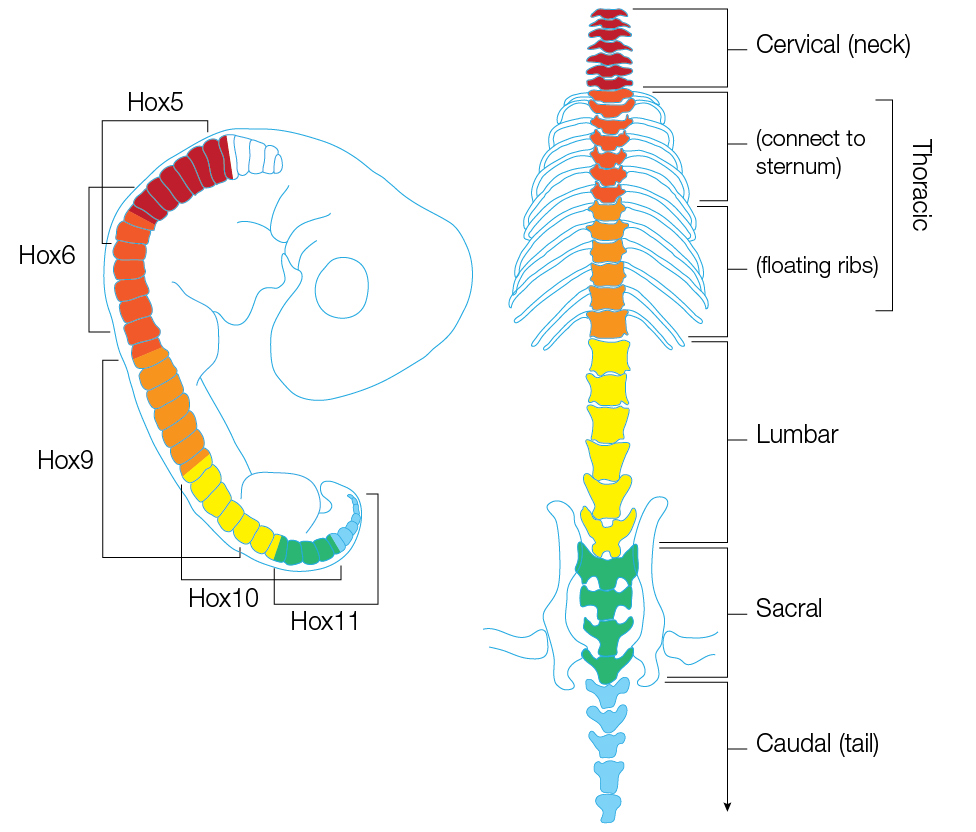 Hox5
Hox6
Hox9
Hox10
Hox11
Cervical (neck)
(connect to
sternum)
Thoracic
(floating ribs)
Lumbar
Sacral
Caudal (tail)